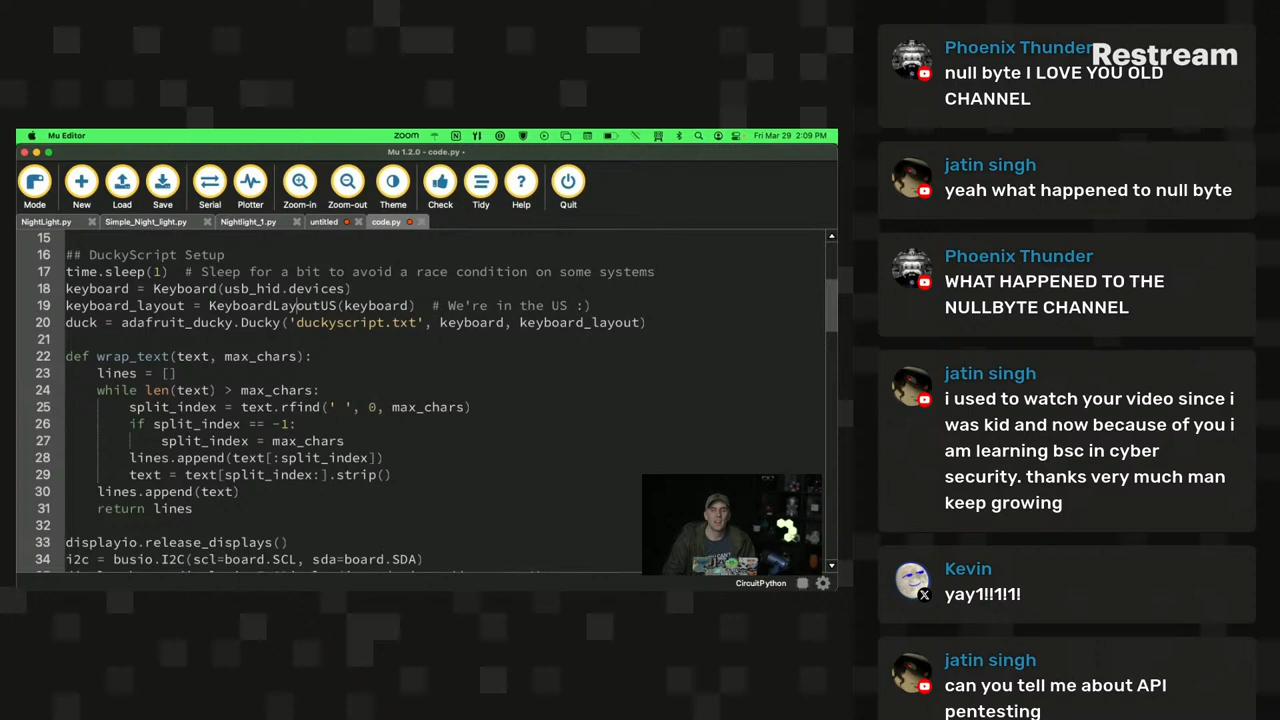 Mu Editor
zoom
Fri Mar 29 2:09 PM
Mu 1.2.0 - code.py
Mode
New
Load
Save
Serial
Plotter
Zoom-in
Zoom-out
Theme
Check
Tidy
Help
Quit
NightLight.py
Simple_Night_light.py
Nightlight_1.py
untitled
code.py
15
16 ## DuckyScript Setup
17 time.sleep(1) # Sleep for a bit to avoid a race condition on some systems
18 keyboard = Keyboard(usb_hid.devices)
19 keyboard_layout = KeyboardLayoutUS(keyboard) # We're in the US :)
20 duck = adafruit_ducky.Ducky('duckyscript.txt', keyboard, keyboard_layout)
21
22 def wrap_text(text, max_chars):
23 lines = []
24 while len(text) > max_chars:
25 split_index = text.rfind(' ', 0, max_chars)
26 if split_index == -1:
27 split_index = max_chars
28 lines.append(text[:split_index])
29 text = text[split_index:].strip()
30 lines.append(text)
31 return lines
32
33 displayio.release_displays()
34 i2c = busio.I2C(scl=board.SCL, sda=board.SDA)
CircuitPython
Restream
Phoenix Thunder
null byte I LOVE YOU OLD
CHANNEL
jatin singh
yeah what happened to null byte
Phoenix Thunder
WHAT HAPPENED TO THE
NULLBYTE CHANNEL
jatin singh
i used to watch your video since i
was kid and now because of you i
am learning bsc in cyber
security. thanks very much man
keep growing
Kevin
yay1!!1!1!
jatin singh
can you tell me about API
pentesting